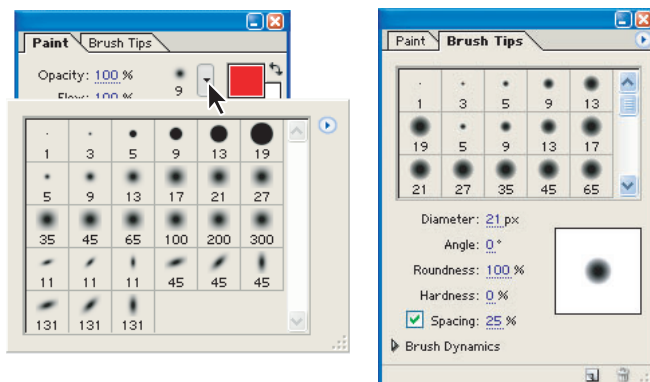 Paint Brush Tips
Opacity: 100 %
Flow: 100 %
9
1 3 5 9 13 19
5 9 13 17 21 27
35 45 65 100 200 300
11 11 11 45 45 45
131 131 131
Paint Brush Tips
1 3 5 9 13
19 5 9 13 17
21 27 35 45 65
Diameter: 21 px
Angle: 0 °
Roundness: 100 %
Hardness: 0 %
Spacing: 25 %
Brush Dynamics